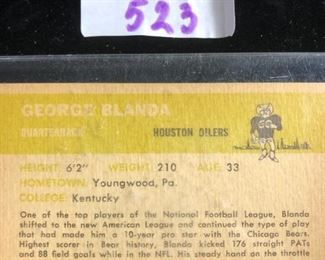 523
GEORGE BLANDA
QUARTERBACK HOUSTON OILERS
HEIGHT: 6'2" WEIGHT: 210 AGE: 33
HOMETOWN: Youngwood, Pa.
COLLEGE: Kentucky
One of the top players of the National Football League, Blanda
shifted to the new American League and continued the type of
play that had made him a 10-year pro star with the Chicago Bears.
Highest scorer in Bear history, Blanda kicked 176 straight PATs
and 88 field goals while in the NFL. His steady hand on the throttle